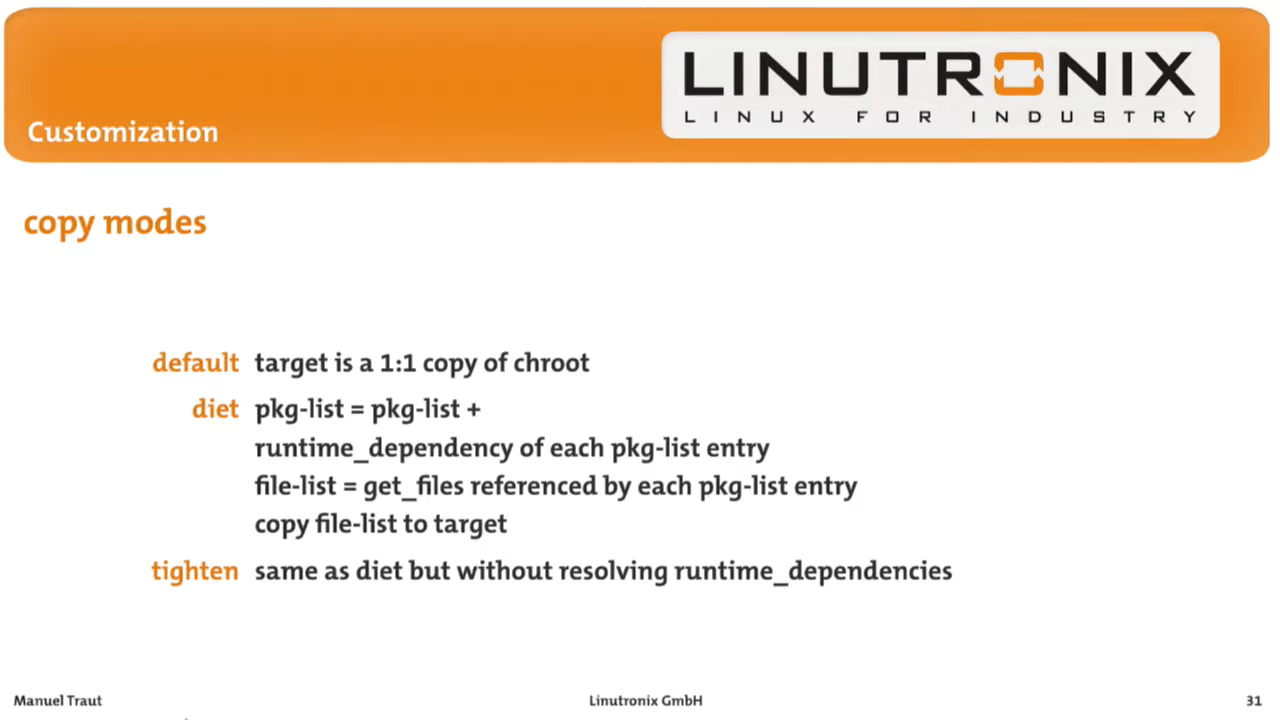 LINUTRONIX
LINUX FOR INDUSTRY
Customization
copy modes
default target is a 1:1 copy of chroot
diet pkg-list = pkg-list +
runtime_dependency of each pkg-list entry
file-list = get_files referenced by each pkg-list entry
copy file-list to target
tighten same as diet but without resolving runtime_dependencies
Manuel Traut Linutronix GmbH 31